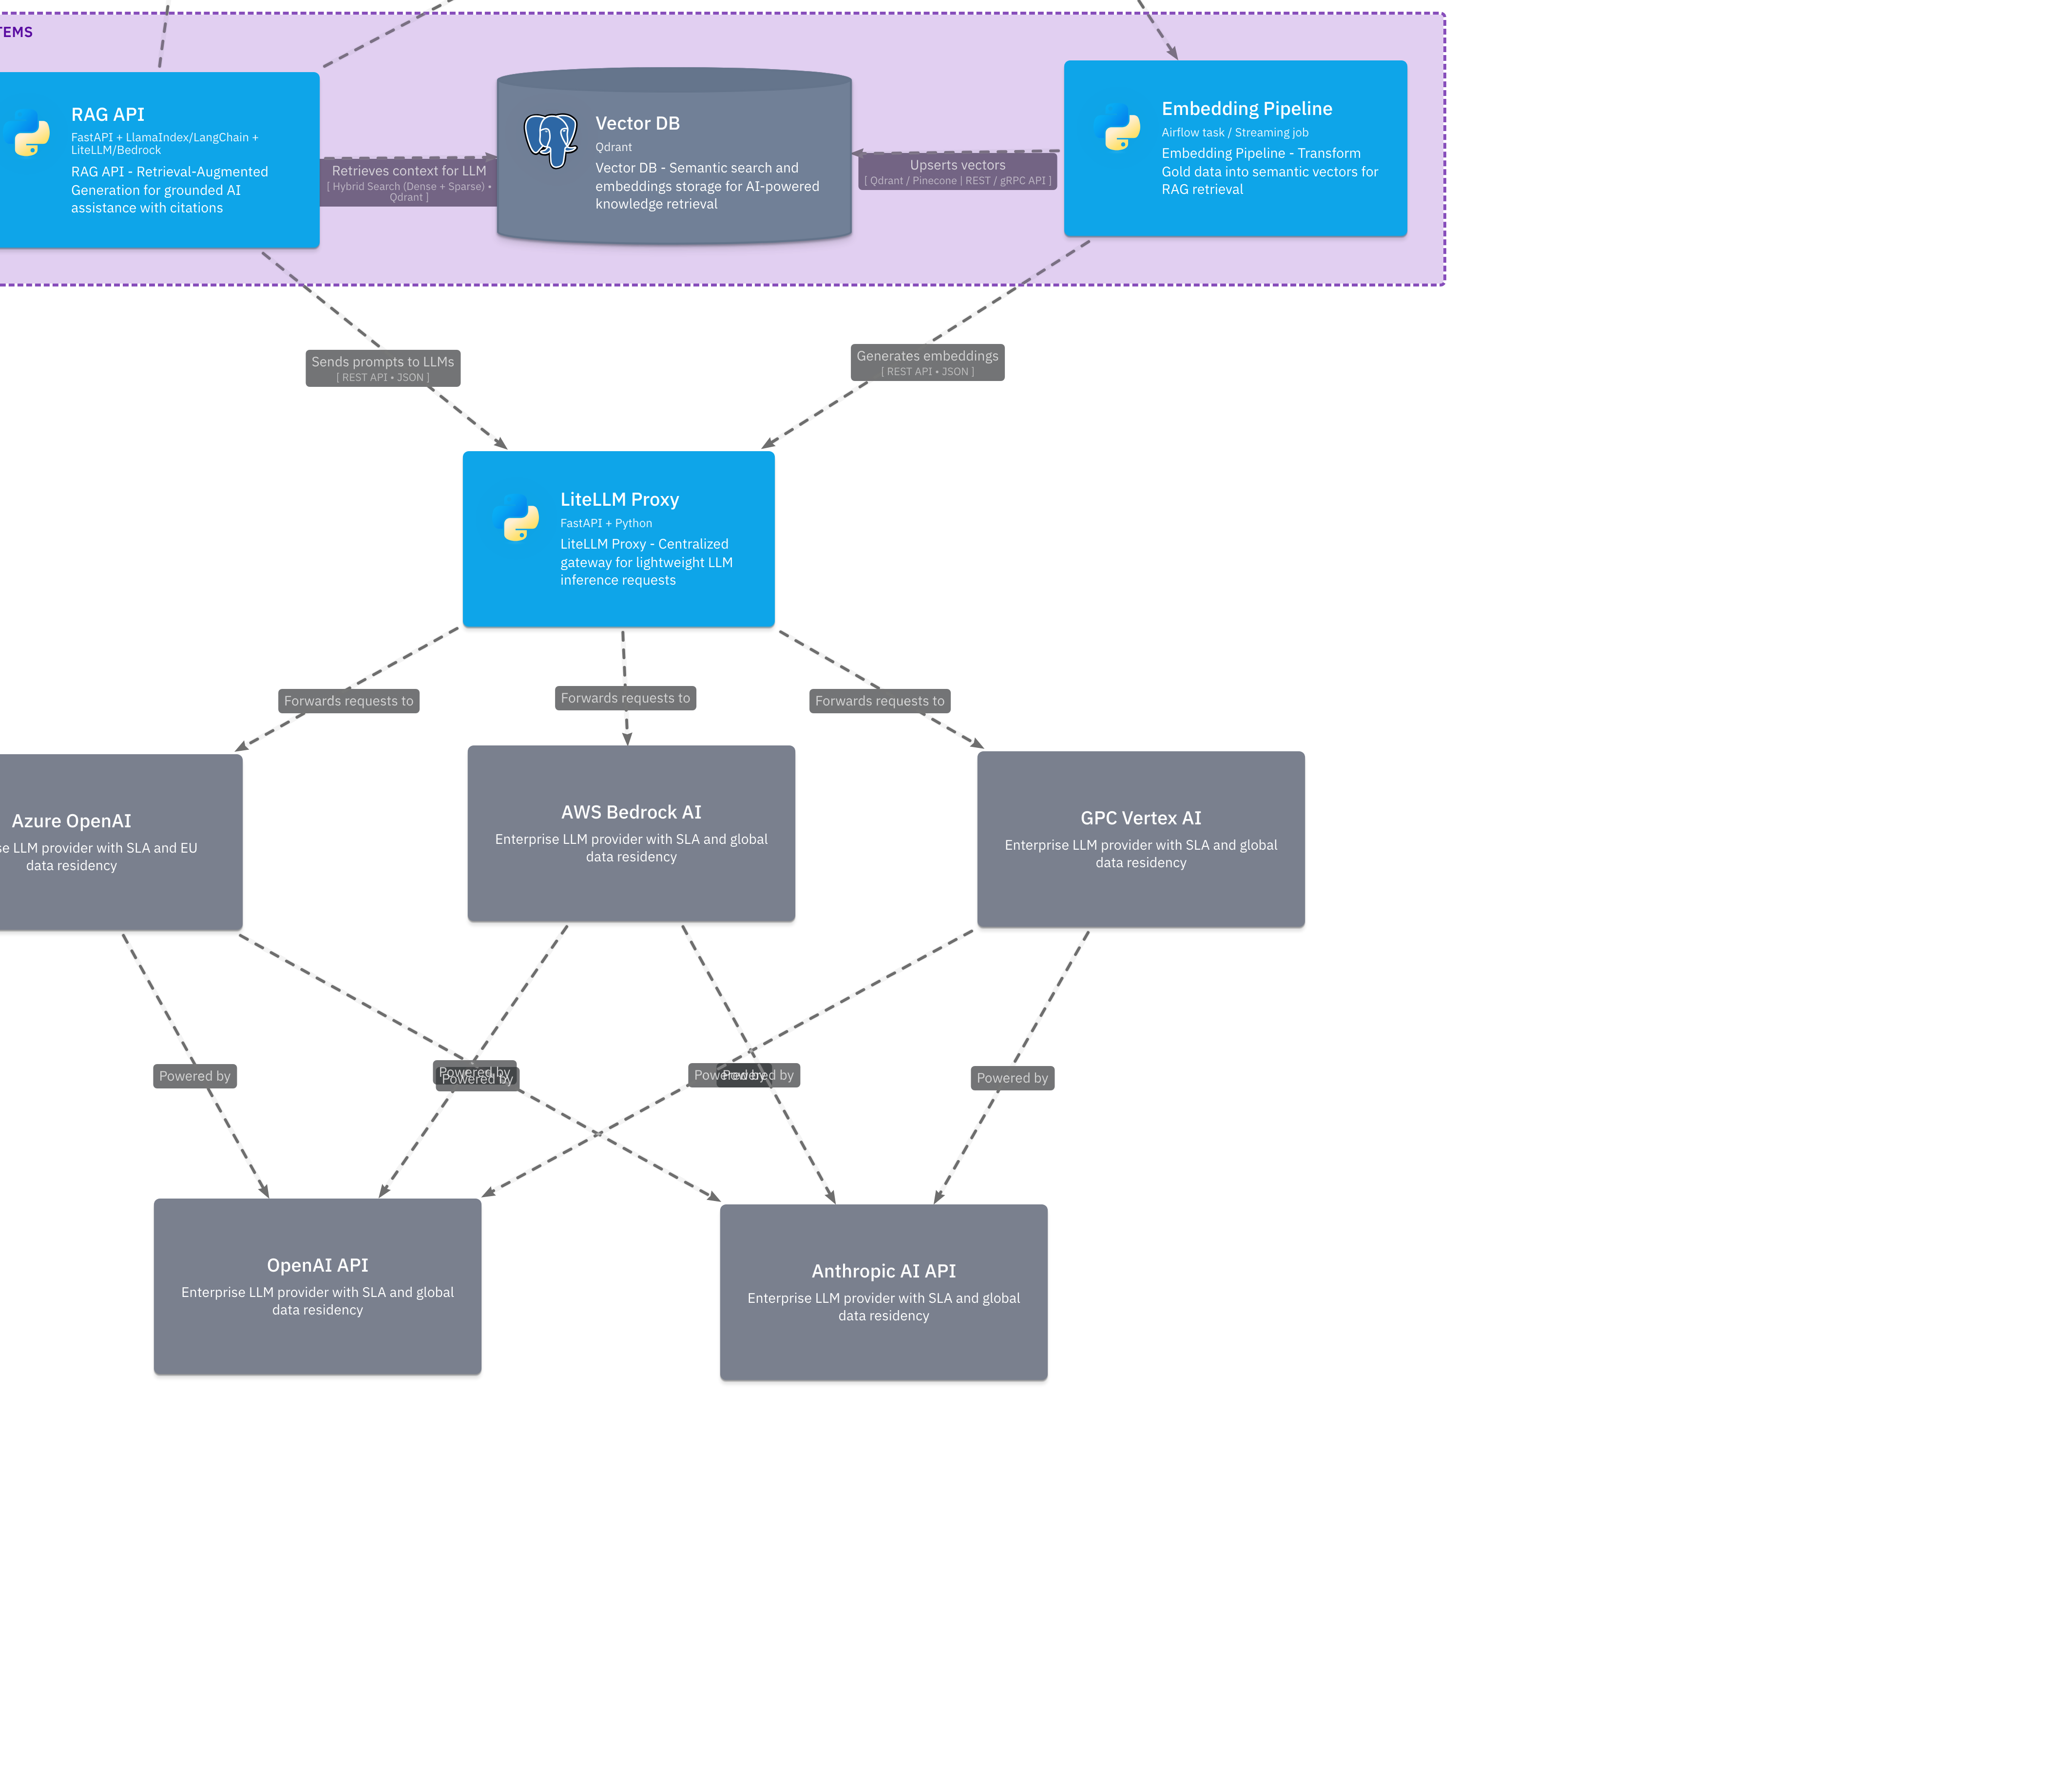 TEMS
RAG API
FastAPI + LlamaIndex/LangChain +
LiteLLM/Bedrock
RAG API - Retrieval-Augmented
Generation for grounded AI
assistance with citations
Retrieves context for LLM
[ Hybrid Search (Dense + Sparse) •
Qdrant ]
Vector DB
Qdrant
Vector DB - Semantic search and
embeddings storage for AI-powered
knowledge retrieval
Upserts vectors
[ Qdrant / Pinecone | REST / gRPC API ]
Embedding Pipeline
Airflow task / Streaming job
Embedding Pipeline - Transform
Gold data into semantic vectors for
RAG retrieval
Sends prompts to LLMs
[ REST API • JSON ]
Generates embeddings
[ REST API • JSON ]
LiteLLM Proxy
FastAPI + Python
LiteLLM Proxy - Centralized
gateway for lightweight LLM
inference requests
Forwards requests to
Forwards requests to
Forwards requests to
Azure OpenAI
se LLM provider with SLA and EU
data residency
AWS Bedrock AI
Enterprise LLM provider with SLA and global
data residency
GPC Vertex AI
Enterprise LLM provider with SLA and global
data residency
Powered by
Powered by
Powered by
Powered by
Powered by
Powered by
OpenAI API
Enterprise LLM provider with SLA and global
data residency
Anthropic AI API
Enterprise LLM provider with SLA and global
data residency